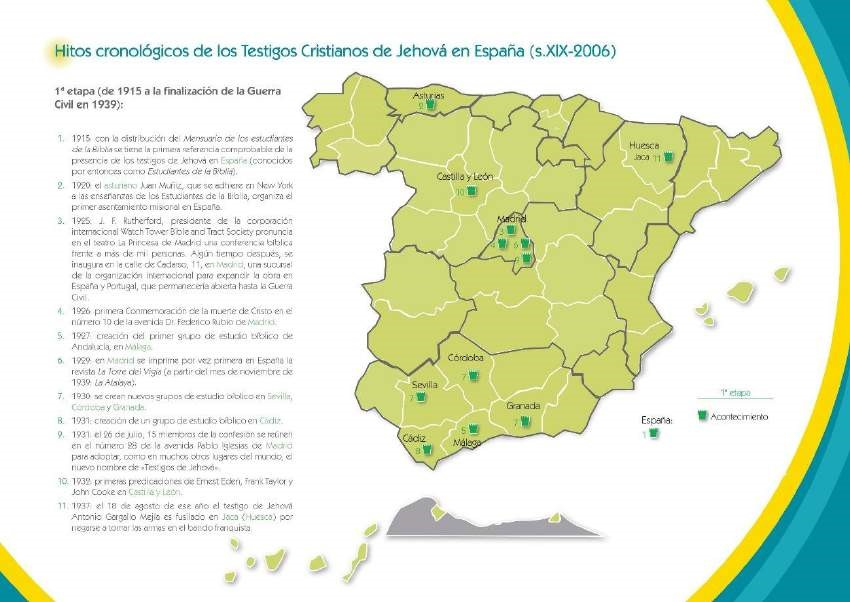 Hitos cronológicos de los Testigos Cristianos de Jehová en España (s.XIX-2006)
1ª etapa (de 1915 a la finalización de la Guerra
Civil en 1939):
1. 1915: con la distribución del Mensuario de los estudiantes
de la Biblia se tiene la primera referencia comprobable de la
presencia de los testigos de Jehová en España (conocidos
por entonces como Estudiantes de la Biblia).
2. 1920: el asturiano Juan Muñiz, que se adhiere en New York
a las enseñanzas de los Estudiantes de la Biblia, organiza el
primer asentamiento misional en España.
3. 1925: J. F. Rutherford, presidente de la corporación
internacional Watch Tower Bible and Tract Society pronuncia
en el teatro La Princesa de Madrid una conferencia bíblica
frente a más de mil personas. Algún tiempo después, se
inaugura en la calle de Cadarso, 11, en Madrid, una sucursal
de la organización internacional para expandir la obra en
España y Portugal, que permanecería abierta hasta la Guerra
Civil.
4. 1926: primera Conmemoración de la muerte de Cristo en el
número 10 de la avenida Dr. Federico Rubio de Madrid.
5. 1927: creación del primer grupo de estudio bíblico de
Andalucía, en Málaga.
6. 1929: en Madrid se imprime por vez primera en España la
revista La Torre del Vigía (a partir del mes de noviembre de
1939: La Atalaya).
7. 1930: se crean nuevos grupos de estudio bíblico en Sevilla,
Córdoba y Granada.
8. 1931: creación de un grupo de estudio bíblico en Cádiz.
9. 1931: el 26 de julio, 15 miembros de la confesión se reúnen
en el número 28 de la avenida Pablo Iglesias de Madrid
para adoptar, como en muchos otros lugares del mundo, el
nuevo nombre de «Testigos de Jehová».
10. 1932: primeras predicaciones de Ernest Eden, Frank Taylor y
John Cooke en Castilla y León.
11. 1937: el 18 de agosto de ese año el testigo de Jehová
Antonio Gargallo Mejía es fusilado en Jaca (Huesca) por
negarse a tomar las armas en el bando franquista.
Asturias
2
Huesca
Jaca 11
Castilla y León
10
Madrid
3
4 6
Córdoba
7
Sevilla
7
Granada
7
Cádiz
8
Málaga
5
España:
1
1ª etapa
Acontecimiento